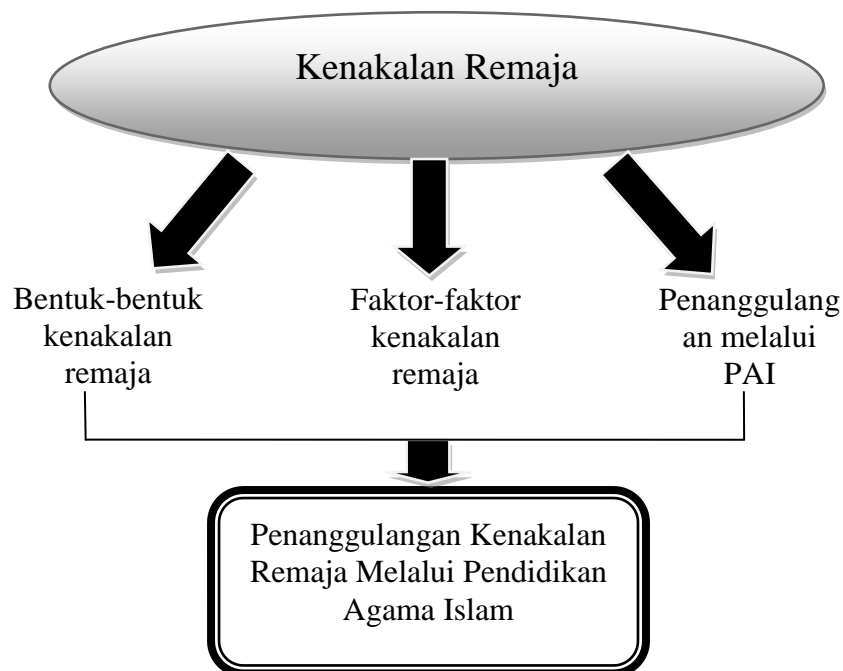 Kenakalan Remaja
Bentuk-bentuk
kenakalan
remaja
Faktor-faktor
kenakalan
remaja
Penanggulang
an melalui
PAI
Penanggulangan Kenakalan
Remaja Melalui Pendidikan
Agama Islam